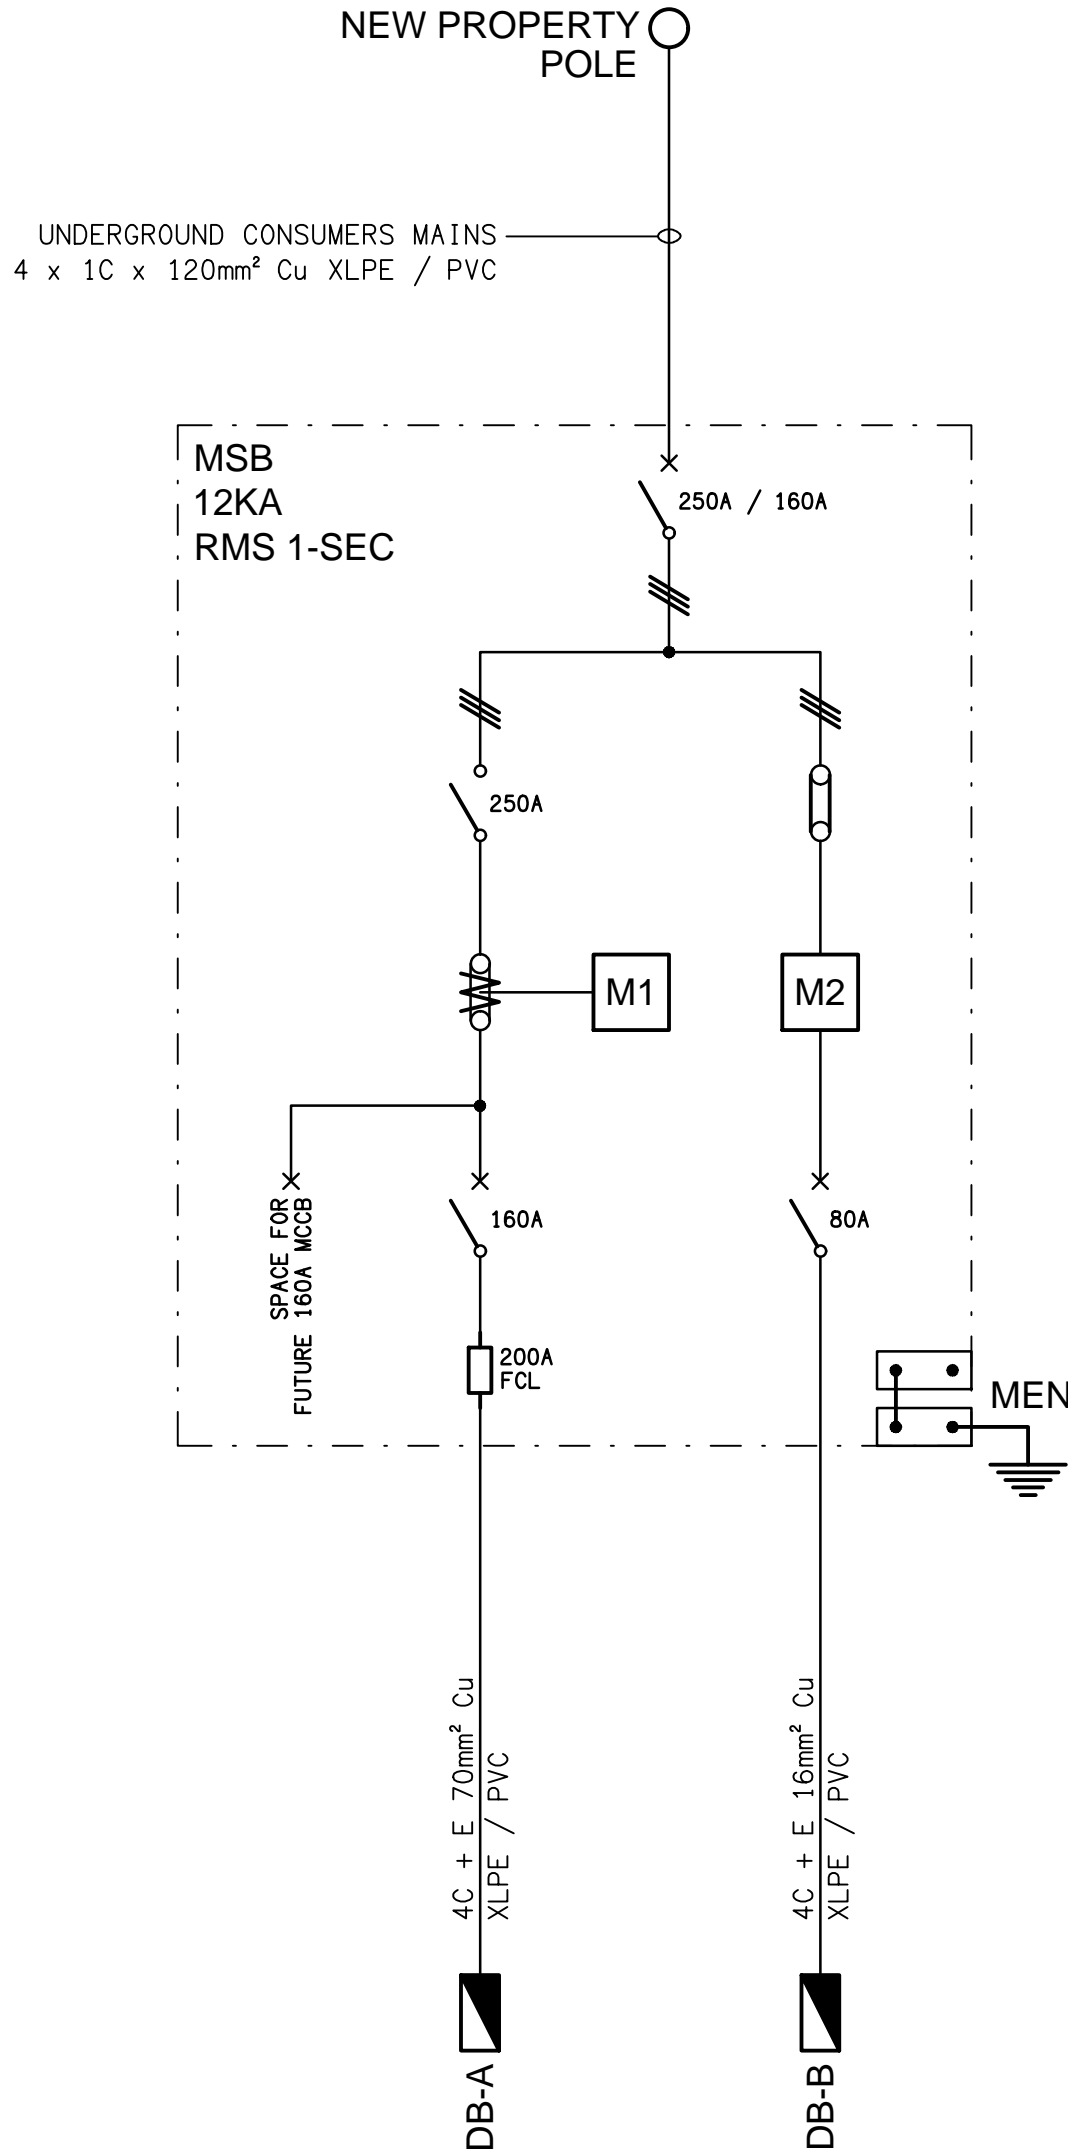 NEW PROPERTY
POLE
UNDERGROUND CONSUMERS MAINS
4 x 1C x 120mm² Cu XLPE / PVC
MSB
12KA
RMS 1-SEC
250A / 160A
250A
M1
M2
SPACE FOR
FUTURE 160A MCCB
160A
80A
200A
FCL
MEN
4C + E 70mm² Cu
XLPE / PVC
4C + E 16mm² Cu
XLPE / PVC
DB-A
DB-B